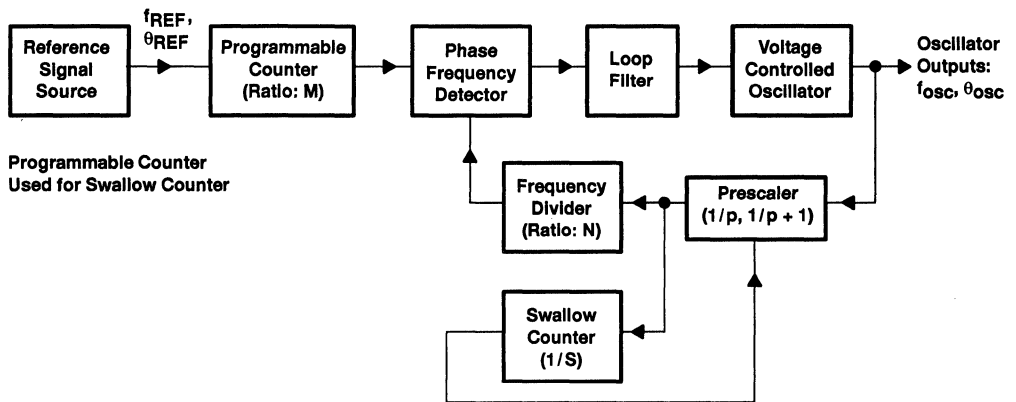 Reference
Signal
Source
fREF,
θREF
Programmable
Counter
(Ratio: M)
Phase
Frequency
Detector
Loop
Filter
Voltage
Controlled
Oscillator
Oscillator
Outputs:
fosc, θosc
Programmable Counter
Used for Swallow Counter
Frequency
Divider
(Ratio: N)
Prescaler
(1/p, 1/p + 1)
Swallow
Counter
(1/S)